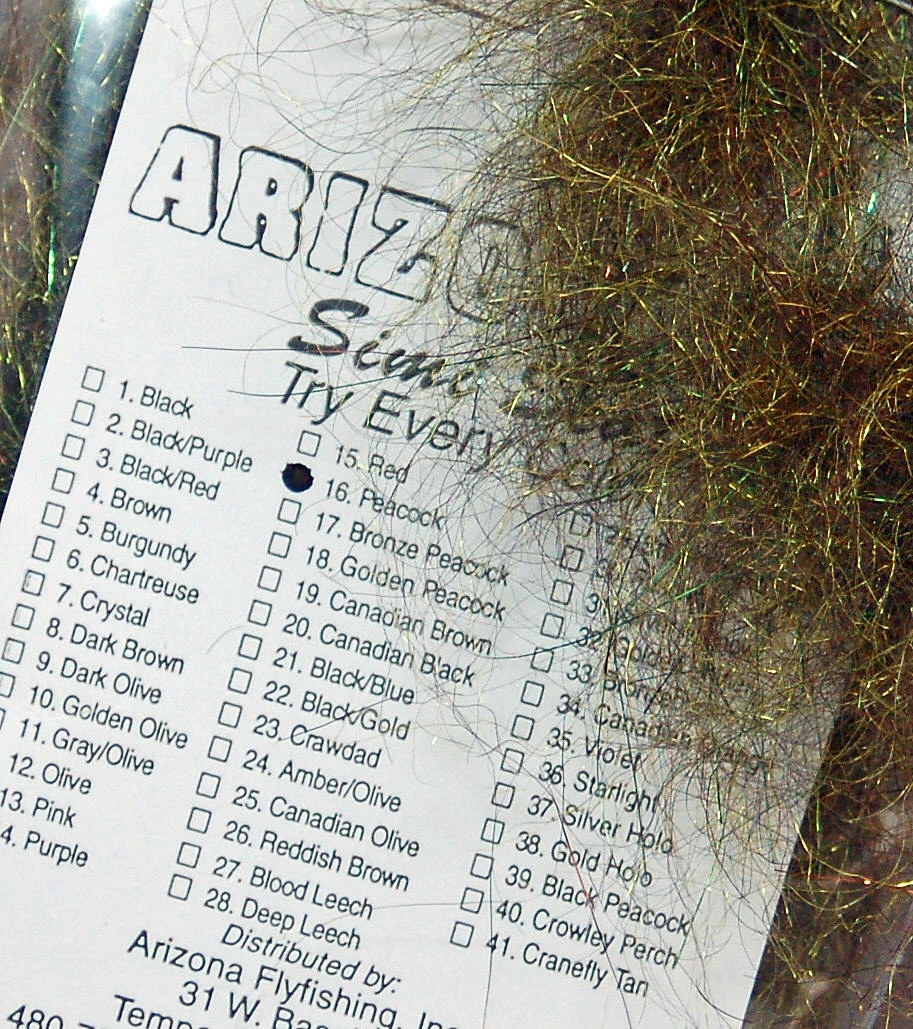 ARIZO
Simi
Try Every
1. Black
2. Black/Purple
3. Black/Red
4. Brown
5. Burgundy
6. Chartreuse
7. Crystal
8. Dark Brown
9. Dark Olive
10. Golden Olive
11. Gray/Olive
12. Olive
13. Pink
4. Purple
15. Red
16. Peacock
17. Bronze Peacock
18. Golden Peacock
19. Canadian Brown
20. Canadian Black
21. Black/Blue
22. Black/Gold
23. Crawdad
24. Amber/Olive
25. Canadian Olive
26. Reddish Brown
27. Blood Leech
28. Deep Leech
32.
33.
34.
35. Violet
36. Starlight
37. Silver Holo
38. Gold Holo
39. Black Peacock
40. Crowley Perch
41. Cranefly Tan
Distributed by:
Arizona Flyfishing, Inc
31 W.
480